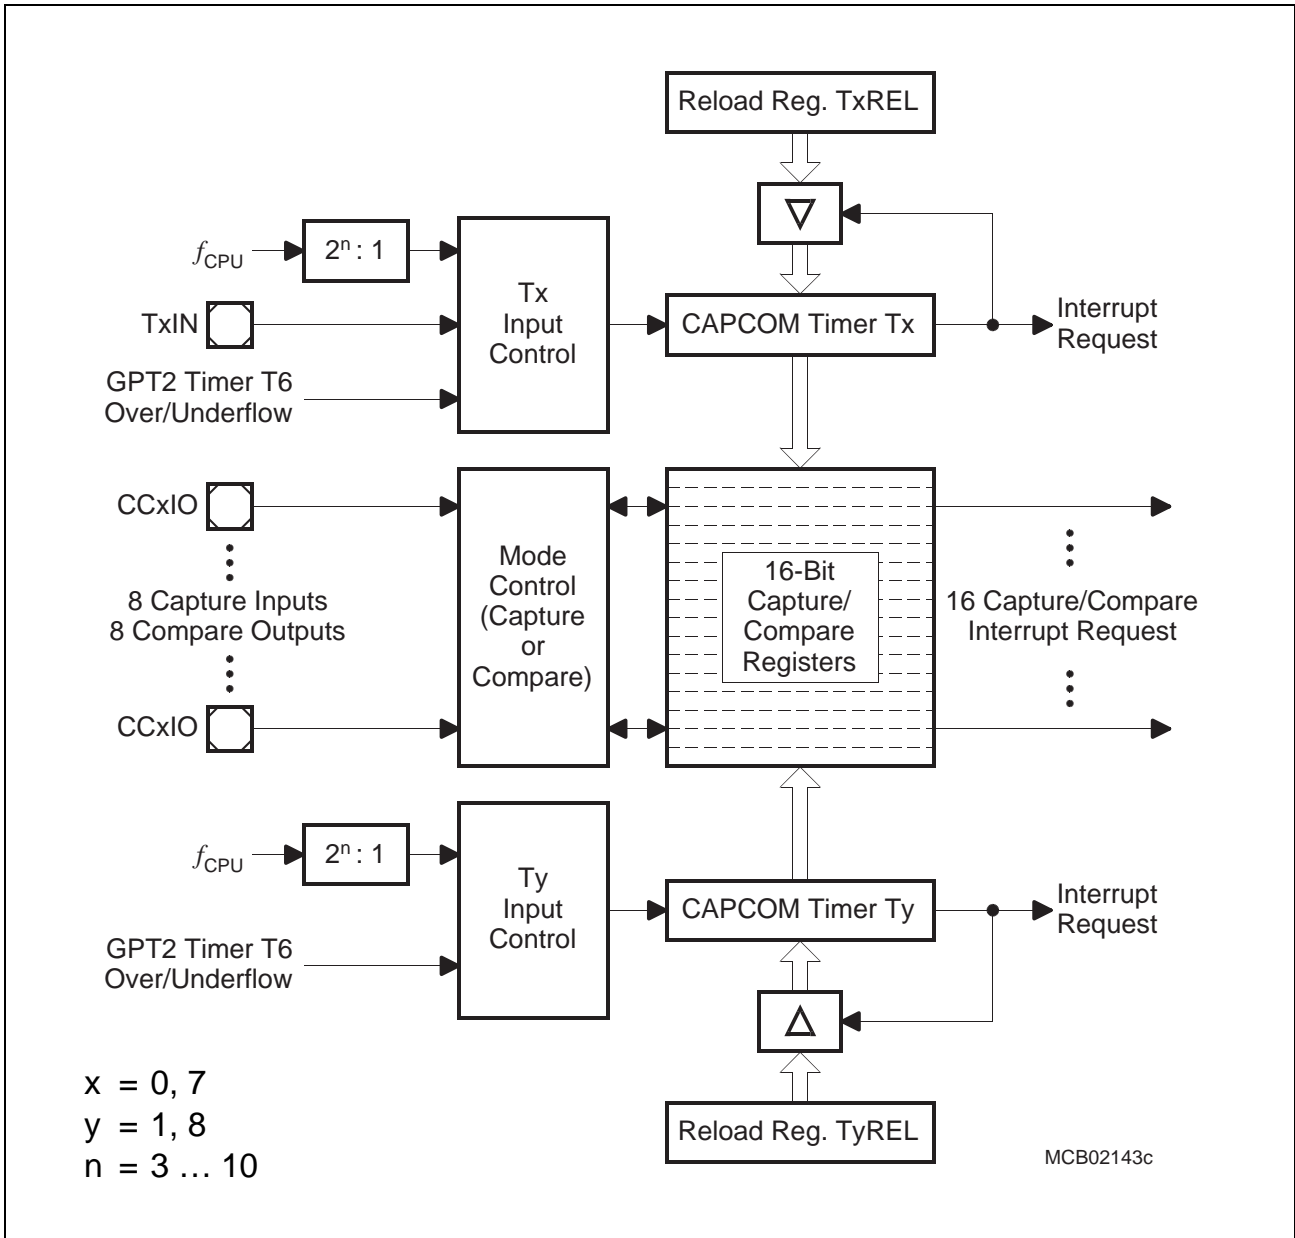 Reload Reg. TxREL
fCPU
2ⁿ : 1
TxIN
GPT2 Timer T6
Over/Underflow
Tx
Input
Control
CAPCOM Timer Tx
Interrupt
Request
CCxIO
8 Capture Inputs
8 Compare Outputs
CCxIO
Mode
Control
(Capture
or
Compare)
16-Bit
Capture/
Compare
Registers
16 Capture/Compare
Interrupt Request
fCPU
2ⁿ : 1
GPT2 Timer T6
Over/Underflow
Ty
Input
Control
CAPCOM Timer Ty
Interrupt
Request
Reload Reg. TyREL
x = 0, 7
y = 1, 8
n = 3 … 10
MCB02143c